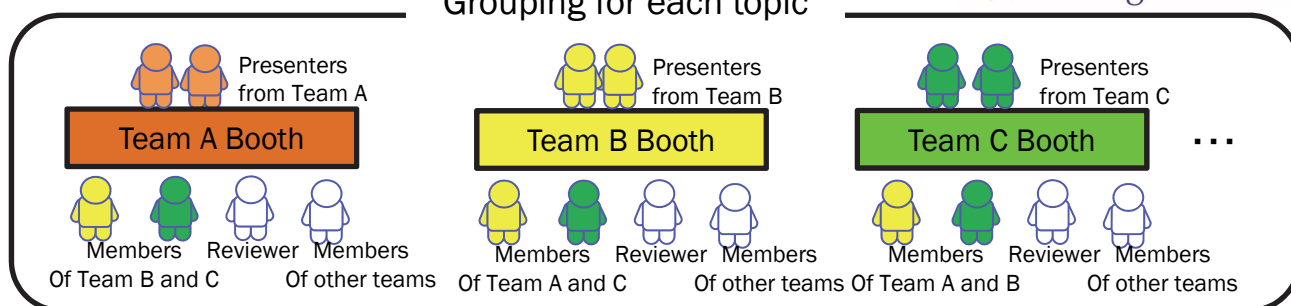 Grouping for each topic
Presenters
from Team A
Presenters
from Team B
Presenters
from Team C
Team A Booth
Team B Booth
Team C Booth
...
Members
Of Team B and C
Reviewer
Members
Of other teams
Members
Of Team A and C
Reviewer
Members
Of other teams
Members
Of Team A and B
Reviewer
Members
Of other teams